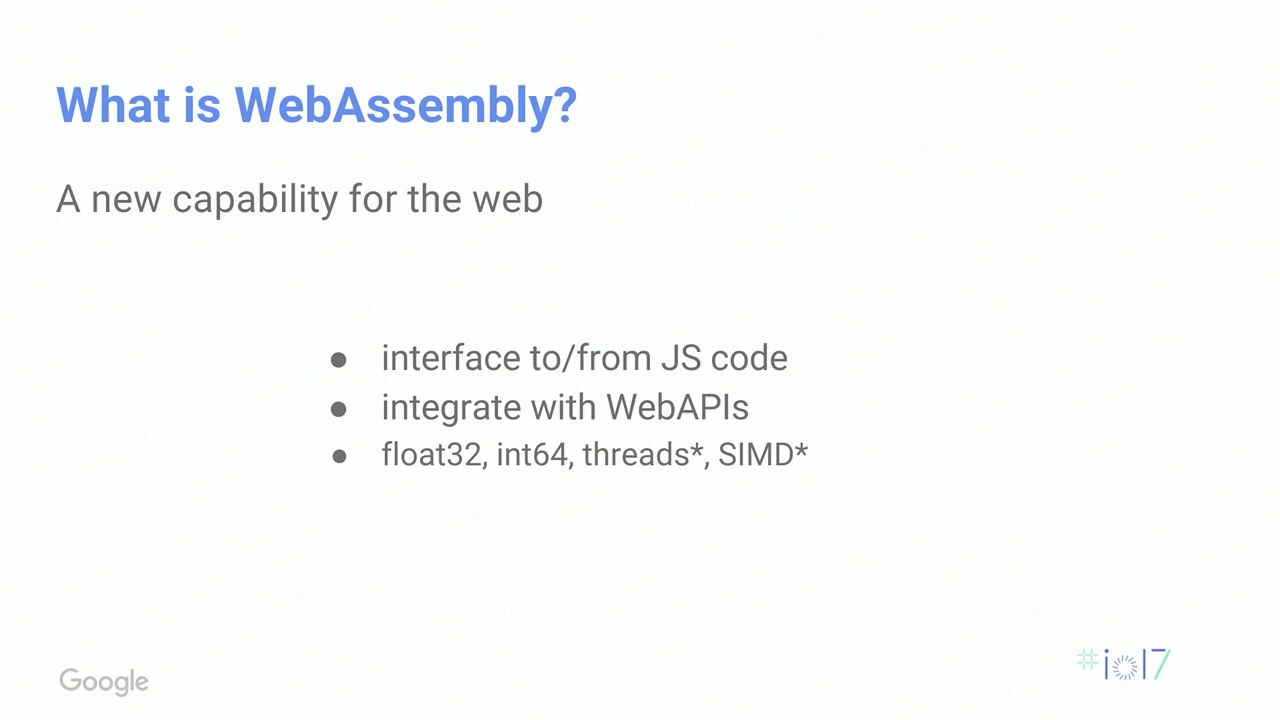 What is WebAssembly?
A new capability for the web
● interface to/from JS code
● integrate with WebAPIs
● float32, int64, threads*, SIMD*
Google
#io17